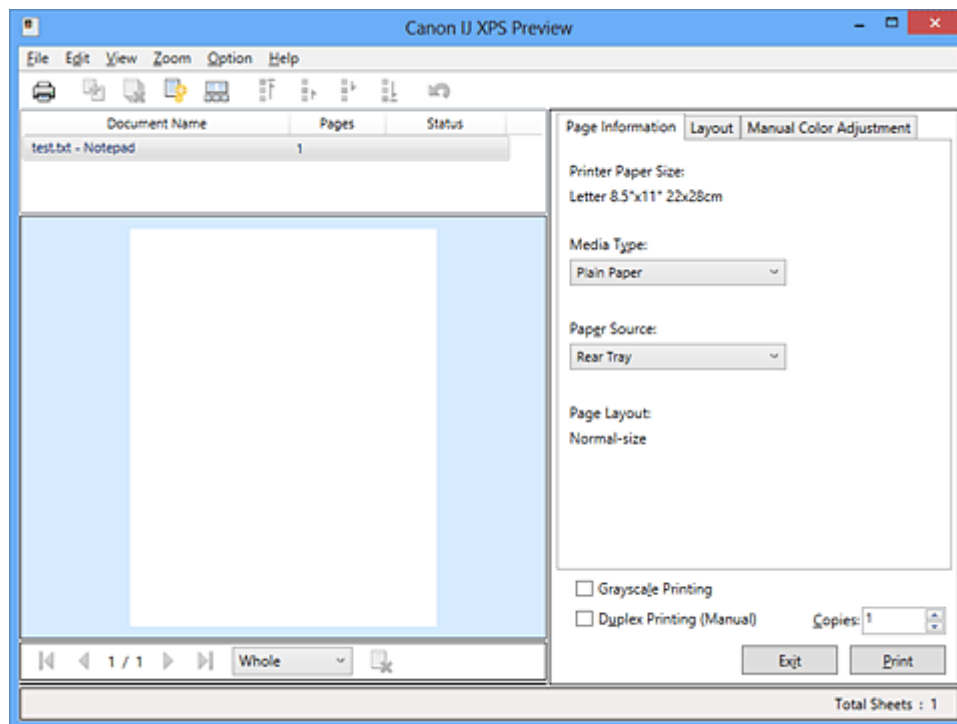 Canon IJ XPS Preview
File Edit View Zoom Option Help
Document Name Pages Status
test.txt - Notepad 1
Page Information Layout Manual Color Adjustment
Printer Paper Size:
Letter 8.5"x11" 22x28cm
Media Type:
Plain Paper
Paper Source:
Rear Tray
Page Layout:
Normal-size
Grayscale Printing
Duplex Printing (Manual) Copies: 1
1 / 1 Whole Exit Print
Total Sheets : 1